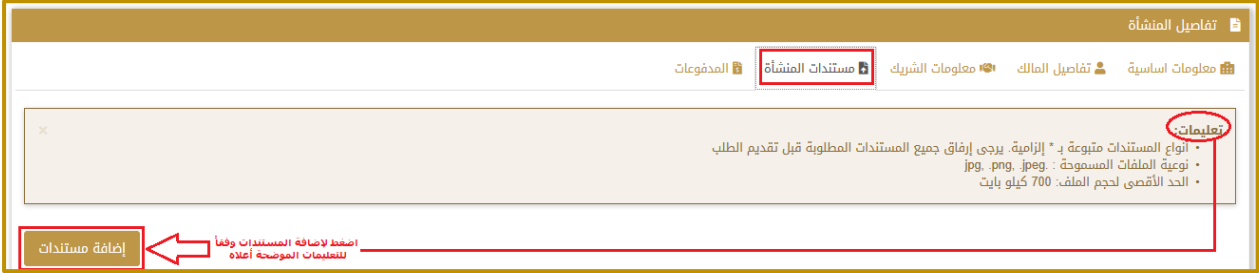 تفاصيل المنشأة
معلومات اساسية تفاصيل المالك معلومات الشريك مستندات المنشأة المدفوعات
تعليمات:
× 
• أنواع المستندات متبوعة بـ * إلزامية. يرجى إرفاق جميع المستندات المطلوبة قبل تقديم الطلب
• نوعية الملفات المسموحة : .jpg, .png, .jpeg
• الحد الأقصى لحجم الملف: 700 كيلو بايت
اضغط لإضافة المستندات وفقاً
للتعليمات الموضحة أعلاه
إضافة مستندات